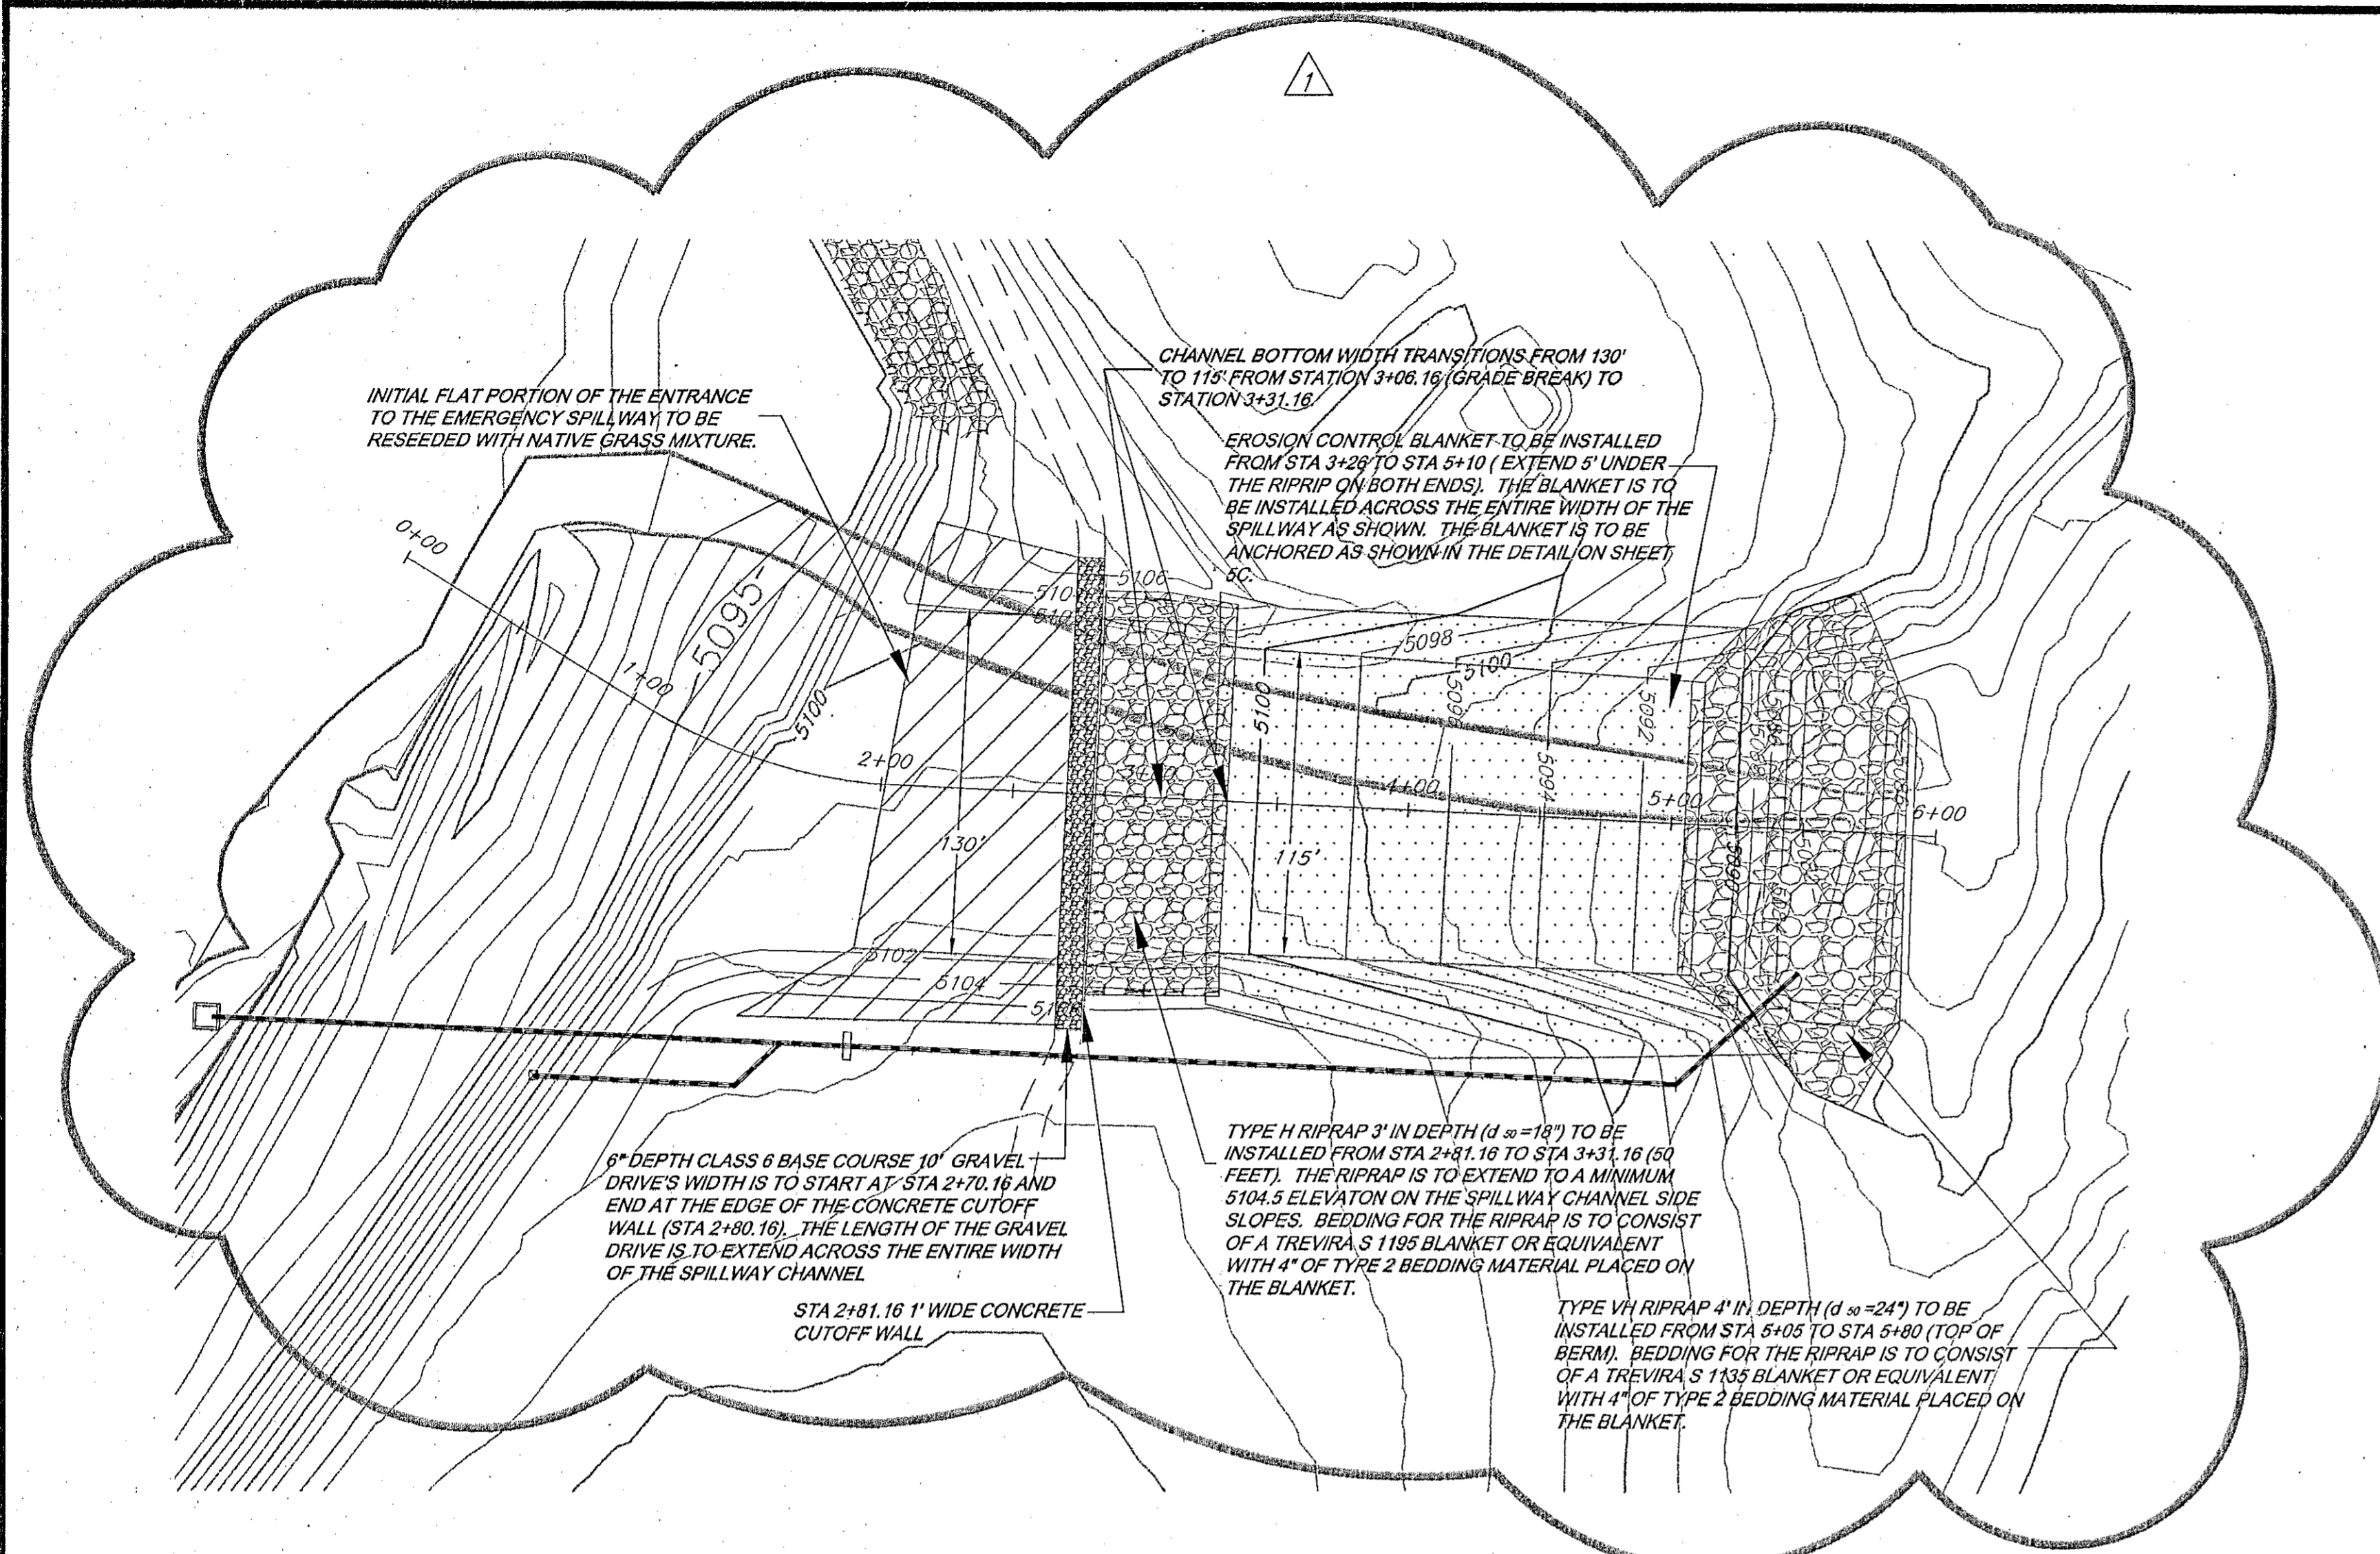 1
INITIAL FLAT PORTION OF THE ENTRANCE
TO THE EMERGENCY SPILLWAY TO BE
RESEEDED WITH NATIVE GRASS MIXTURE.
CHANNEL BOTTOM WIDTH TRANSITIONS FROM 130'
TO 115' FROM STATION 3+06.16 (GRADE BREAK) TO
STATION 3+31.16
EROSION CONTROL BLANKET TO BE INSTALLED
FROM STA 3+26 TO STA 5+10 ( EXTEND 5' UNDER
THE RIPRIP ON BOTH ENDS). THE BLANKET IS TO
BE INSTALLED ACROSS THE ENTIRE WIDTH OF THE
SPILLWAY AS SHOWN. THE BLANKET IS TO BE
ANCHORED AS SHOWN IN THE DETAIL ON SHEET
5C.
0+00
1+00
5095
5100
2+00
130'
5106
5102
5104
5100
115'
5098
5100
4+00
5094
5092
5+00
5090
6+00
6" DEPTH CLASS 6 BASE COURSE 10' GRAVEL
DRIVE'S WIDTH IS TO START AT STA 2+70.16 AND
END AT THE EDGE OF THE CONCRETE CUTOFF
WALL (STA 2+80.16). THE LENGTH OF THE GRAVEL
DRIVE IS TO EXTEND ACROSS THE ENTIRE WIDTH
OF THE SPILLWAY CHANNEL
STA 2+81.16 1' WIDE CONCRETE
CUTOFF WALL
TYPE H RIPRAP 3' IN DEPTH (d 50 =18") TO BE
INSTALLED FROM STA 2+81.16 TO STA 3+31.16 (50
FEET). THE RIPRAP IS TO EXTEND TO A MINIMUM
5104.5 ELEVATON ON THE SPILLWAY CHANNEL SIDE
SLOPES. BEDDING FOR THE RIPRAP IS TO CONSIST
OF A TREVIRA S 1195 BLANKET OR EQUIVALENT
WITH 4" OF TYPE 2 BEDDING MATERIAL PLACED ON
THE BLANKET.
TYPE VH RIPRAP 4' IN DEPTH (d 50 =24") TO BE
INSTALLED FROM STA 5+05 TO STA 5+80 (TOP OF
BERM). BEDDING FOR THE RIPRAP IS TO CONSIST
OF A TREVIRA S 1135 BLANKET OR EQUIVALENT
WITH 4" OF TYPE 2 BEDDING MATERIAL PLACED ON
THE BLANKET.